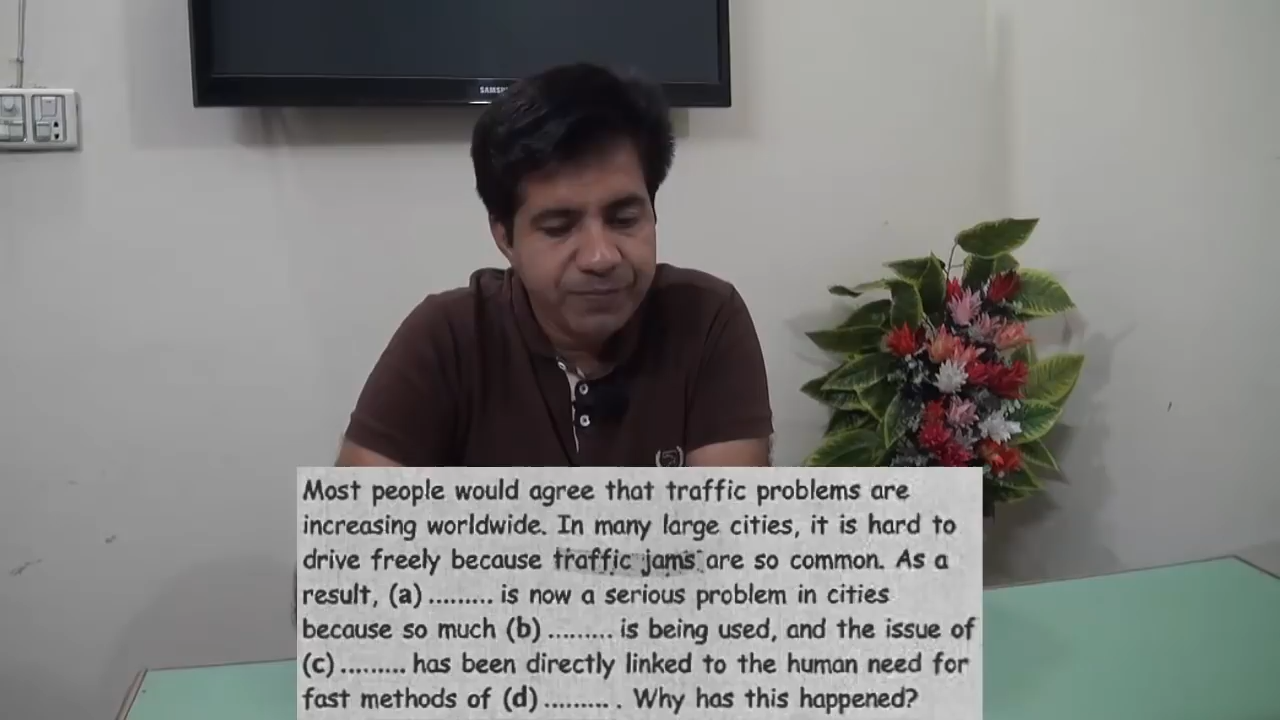 SAMS
Most people would agree that traffic problems are
increasing worldwide. In many large cities, it is hard to
drive freely because traffic jams are so common. As a
result, (a) ......... is now a serious problem in cities
because so much (b) ......... is being used, and the issue of
(c) ......... has been directly linked to the human need for
fast methods of (d) ......... . Why has this happened?